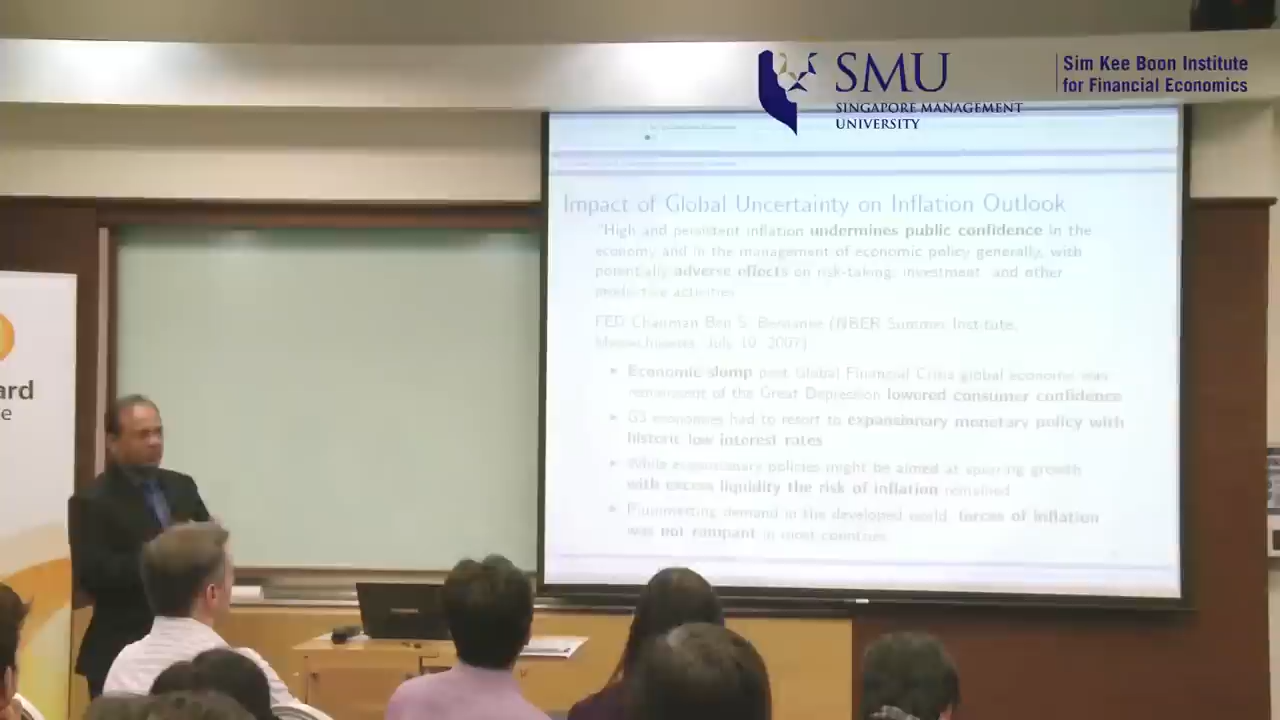 SMU
SINGAPORE MANAGEMENT
UNIVERSITY
Sim Kee Boon Institute
for Financial Economics
Impact of Global Uncertainty on Inflation Outlook
"High and persistent inflation undermines public confidence in the
economy and in the management of economic policy generally, with
potentially adverse effects on risk-taking, investment, and other
productive activities
FED Chairman Ben S. Bernanke (NBER Summer Institute,
Massachusetts, July 10, 2007)
Economic slump post Global Financial Crisis global economy was
reminiscent of the Great Depression lowered consumer confidence
G3 economies had to resort to expansionary monetary policy with
historic low interest rates
While expansionary policies might be aimed at spurring growth
with excess liquidity the risk of inflation remained
Plummetting demand in the developed world, forces of inflation
was not rampant in most countries
ard
e